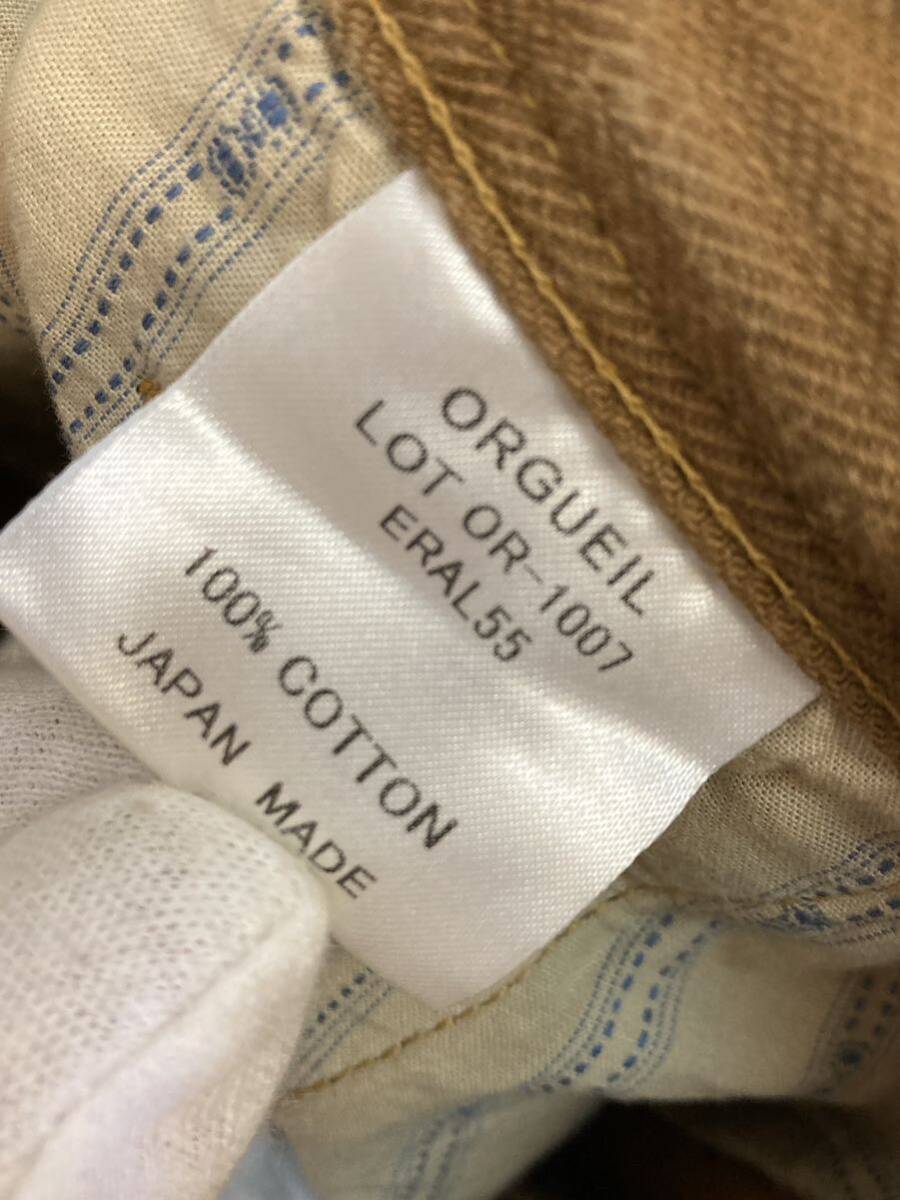 ORGUEIL
LOT OR-1007
ERAL55
100% COTTON
JAPAN MADE